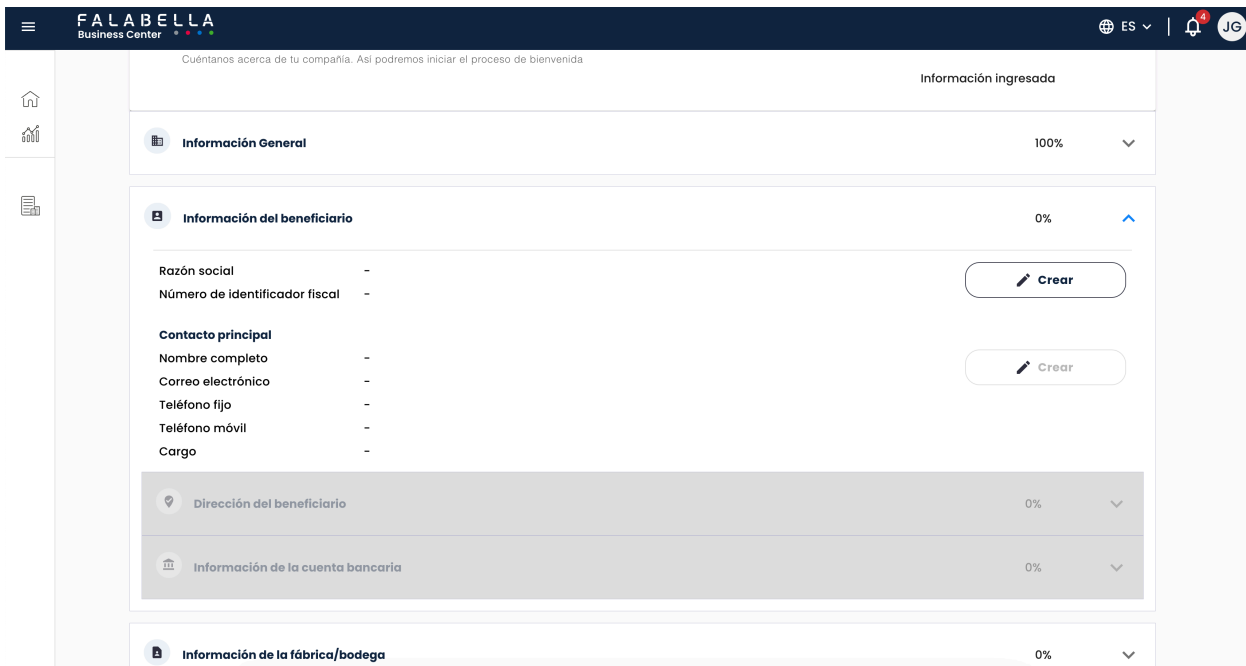 FALABELLA
Business Center
ES
4
JG
Cuéntanos acerca de tu compañía. Así podremos iniciar el proceso de bienvenida
Información ingresada
Información General 100%
Información del beneficiario 0%
Razón social -
Crear
Número de identificador fiscal -
Contacto principal
Nombre completo -
Crear
Correo electrónico -
Teléfono fijo -
Teléfono móvil -
Cargo -
Dirección del beneficiario 0%
Información de la cuenta bancaria 0%
Información de la fábrica/bodega 0%